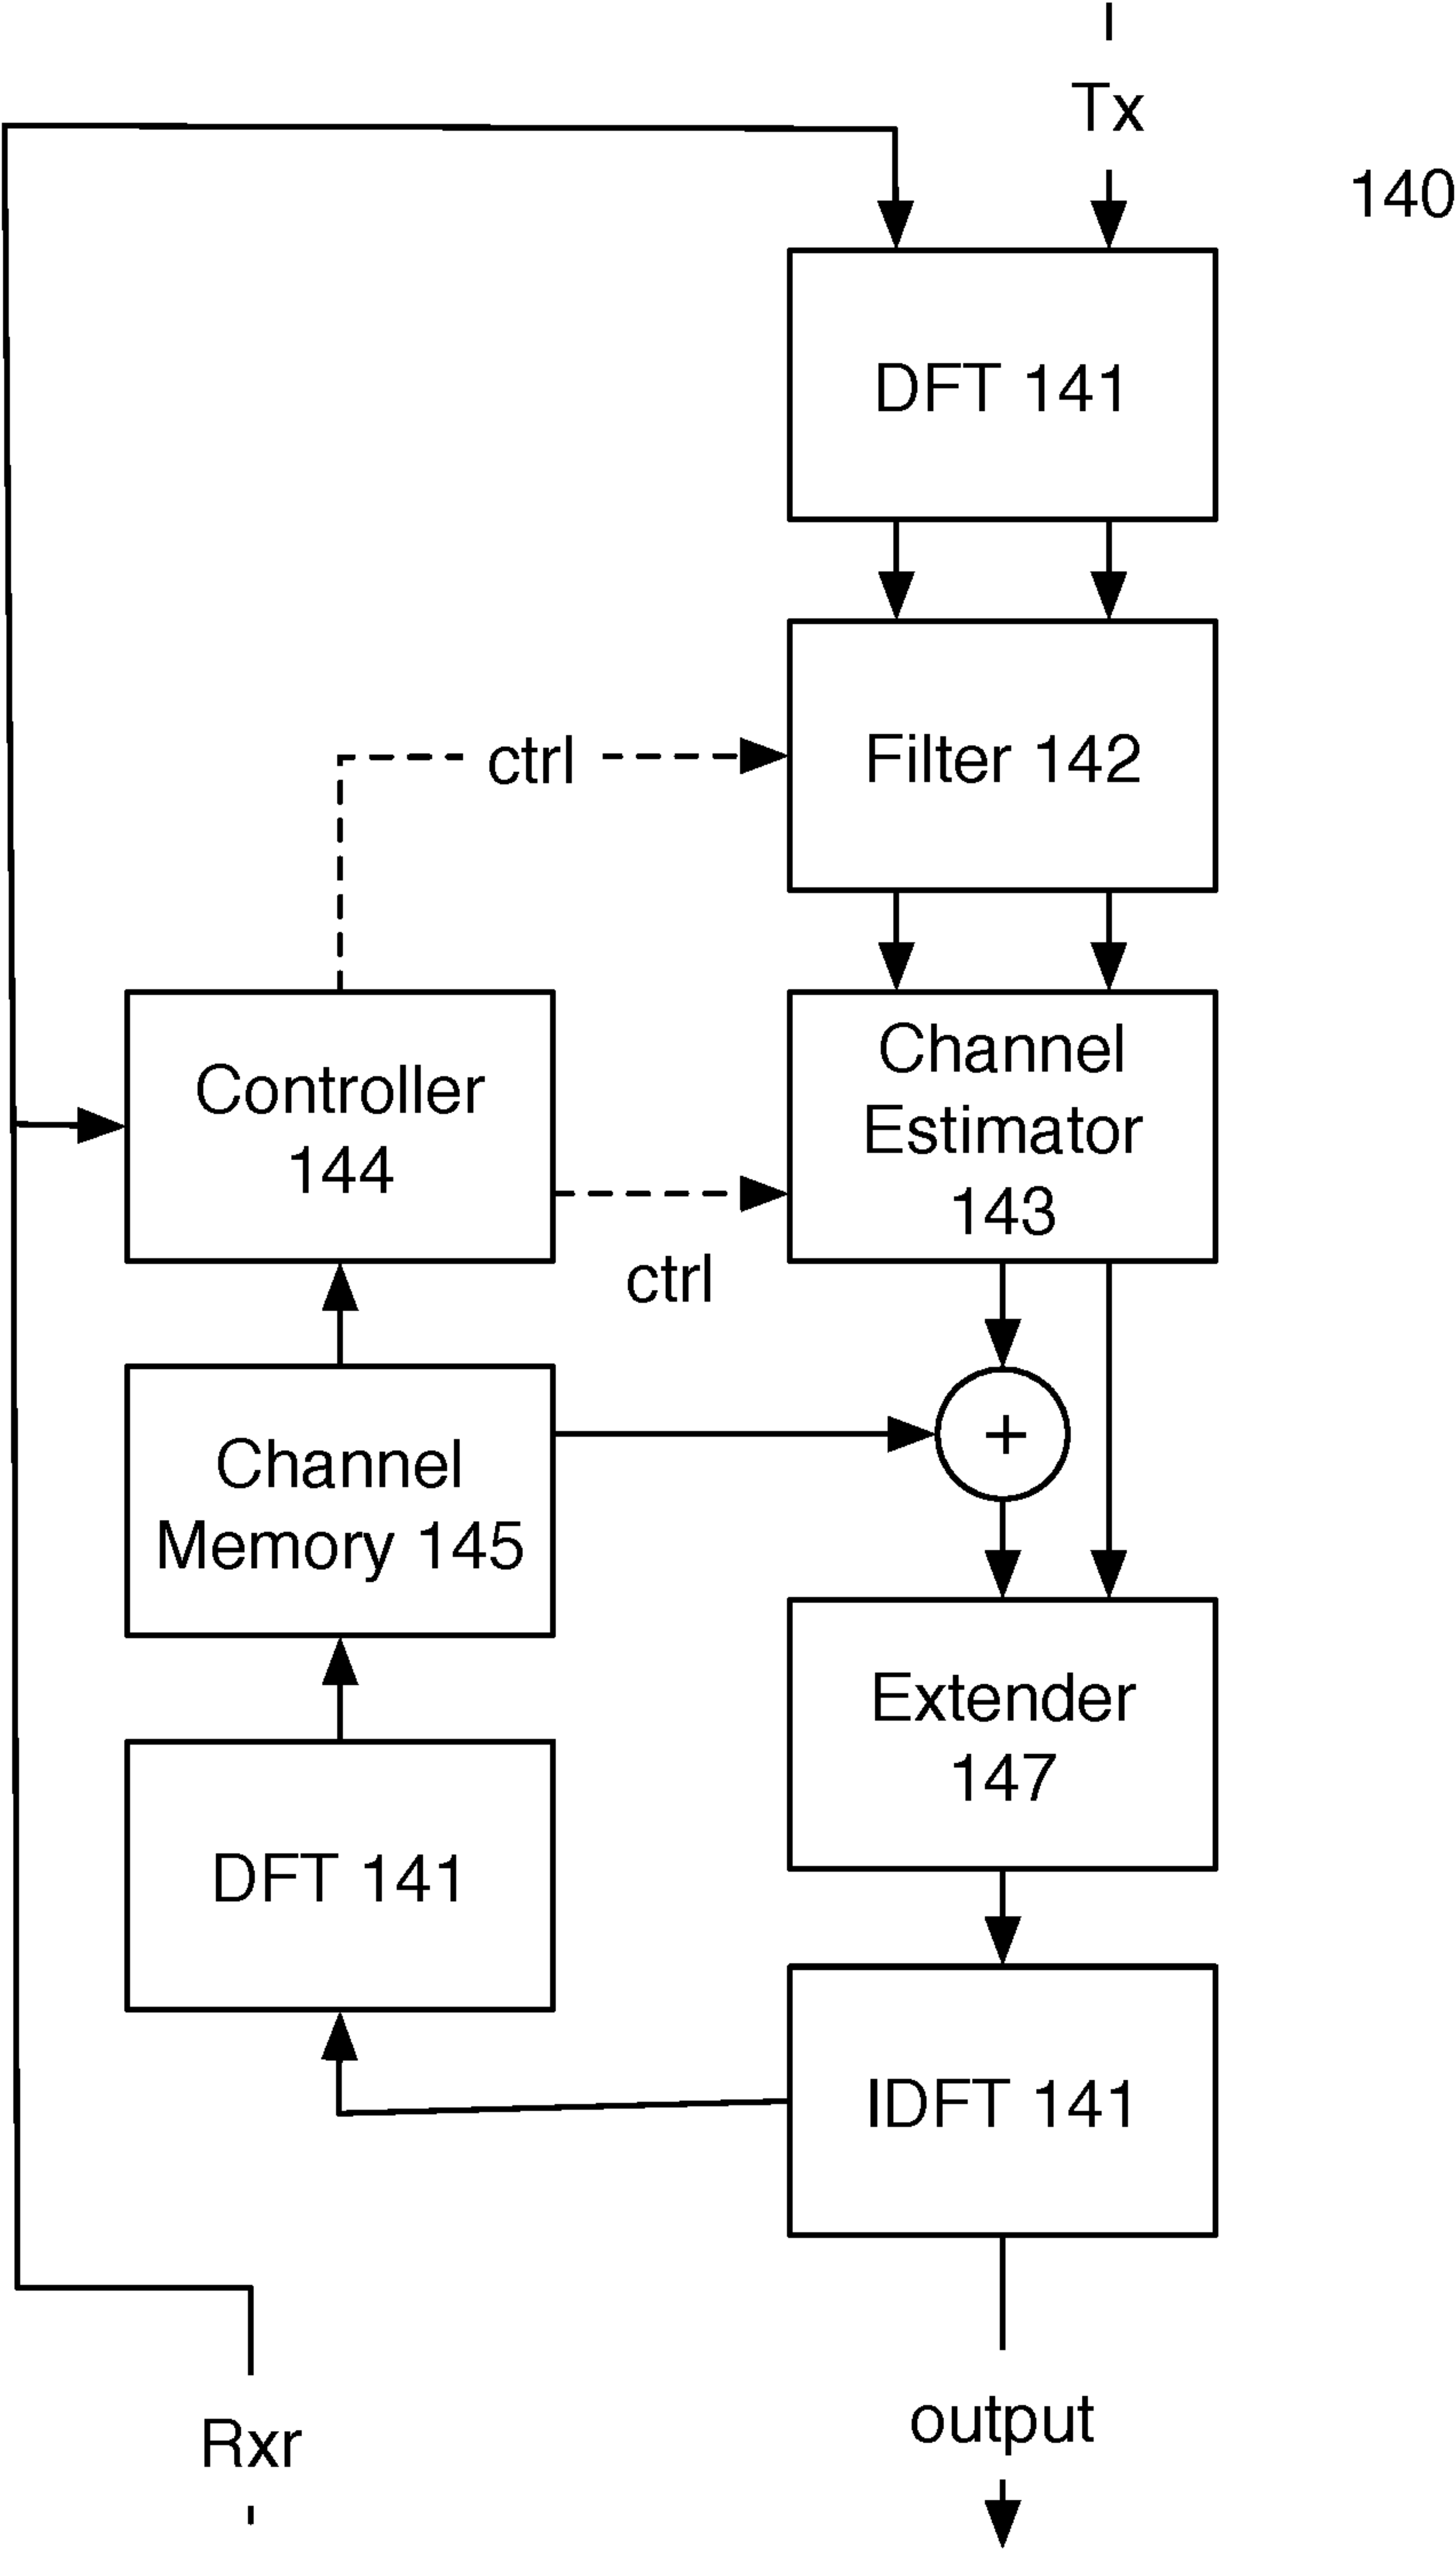 Tx
140
DFT 141
ctrl
Filter 142
Controller
144
Channel
Estimator
143
ctrl
+
Channel
Memory 145
Extender
147
DFT 141
IDFT 141
output
Rxr